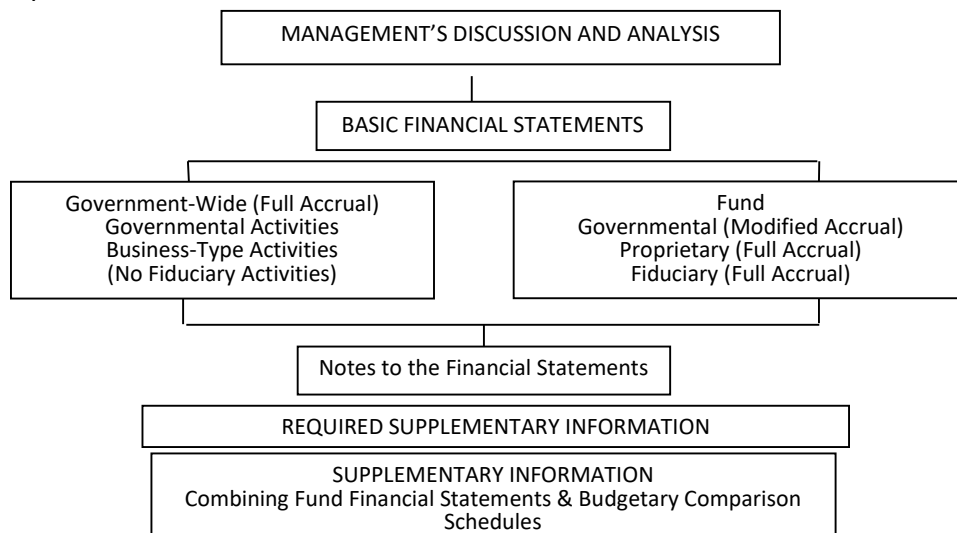 MANAGEMENT’S DISCUSSION AND ANALYSIS
BASIC FINANCIAL STATEMENTS
Government-Wide (Full Accrual)
Governmental Activities
Business-Type Activities
(No Fiduciary Activities)
Fund
Governmental (Modified Accrual)
Proprietary (Full Accrual)
Fiduciary (Full Accrual)
Notes to the Financial Statements
REQUIRED SUPPLEMENTARY INFORMATION
SUPPLEMENTARY INFORMATION
Combining Fund Financial Statements & Budgetary Comparison
Schedules